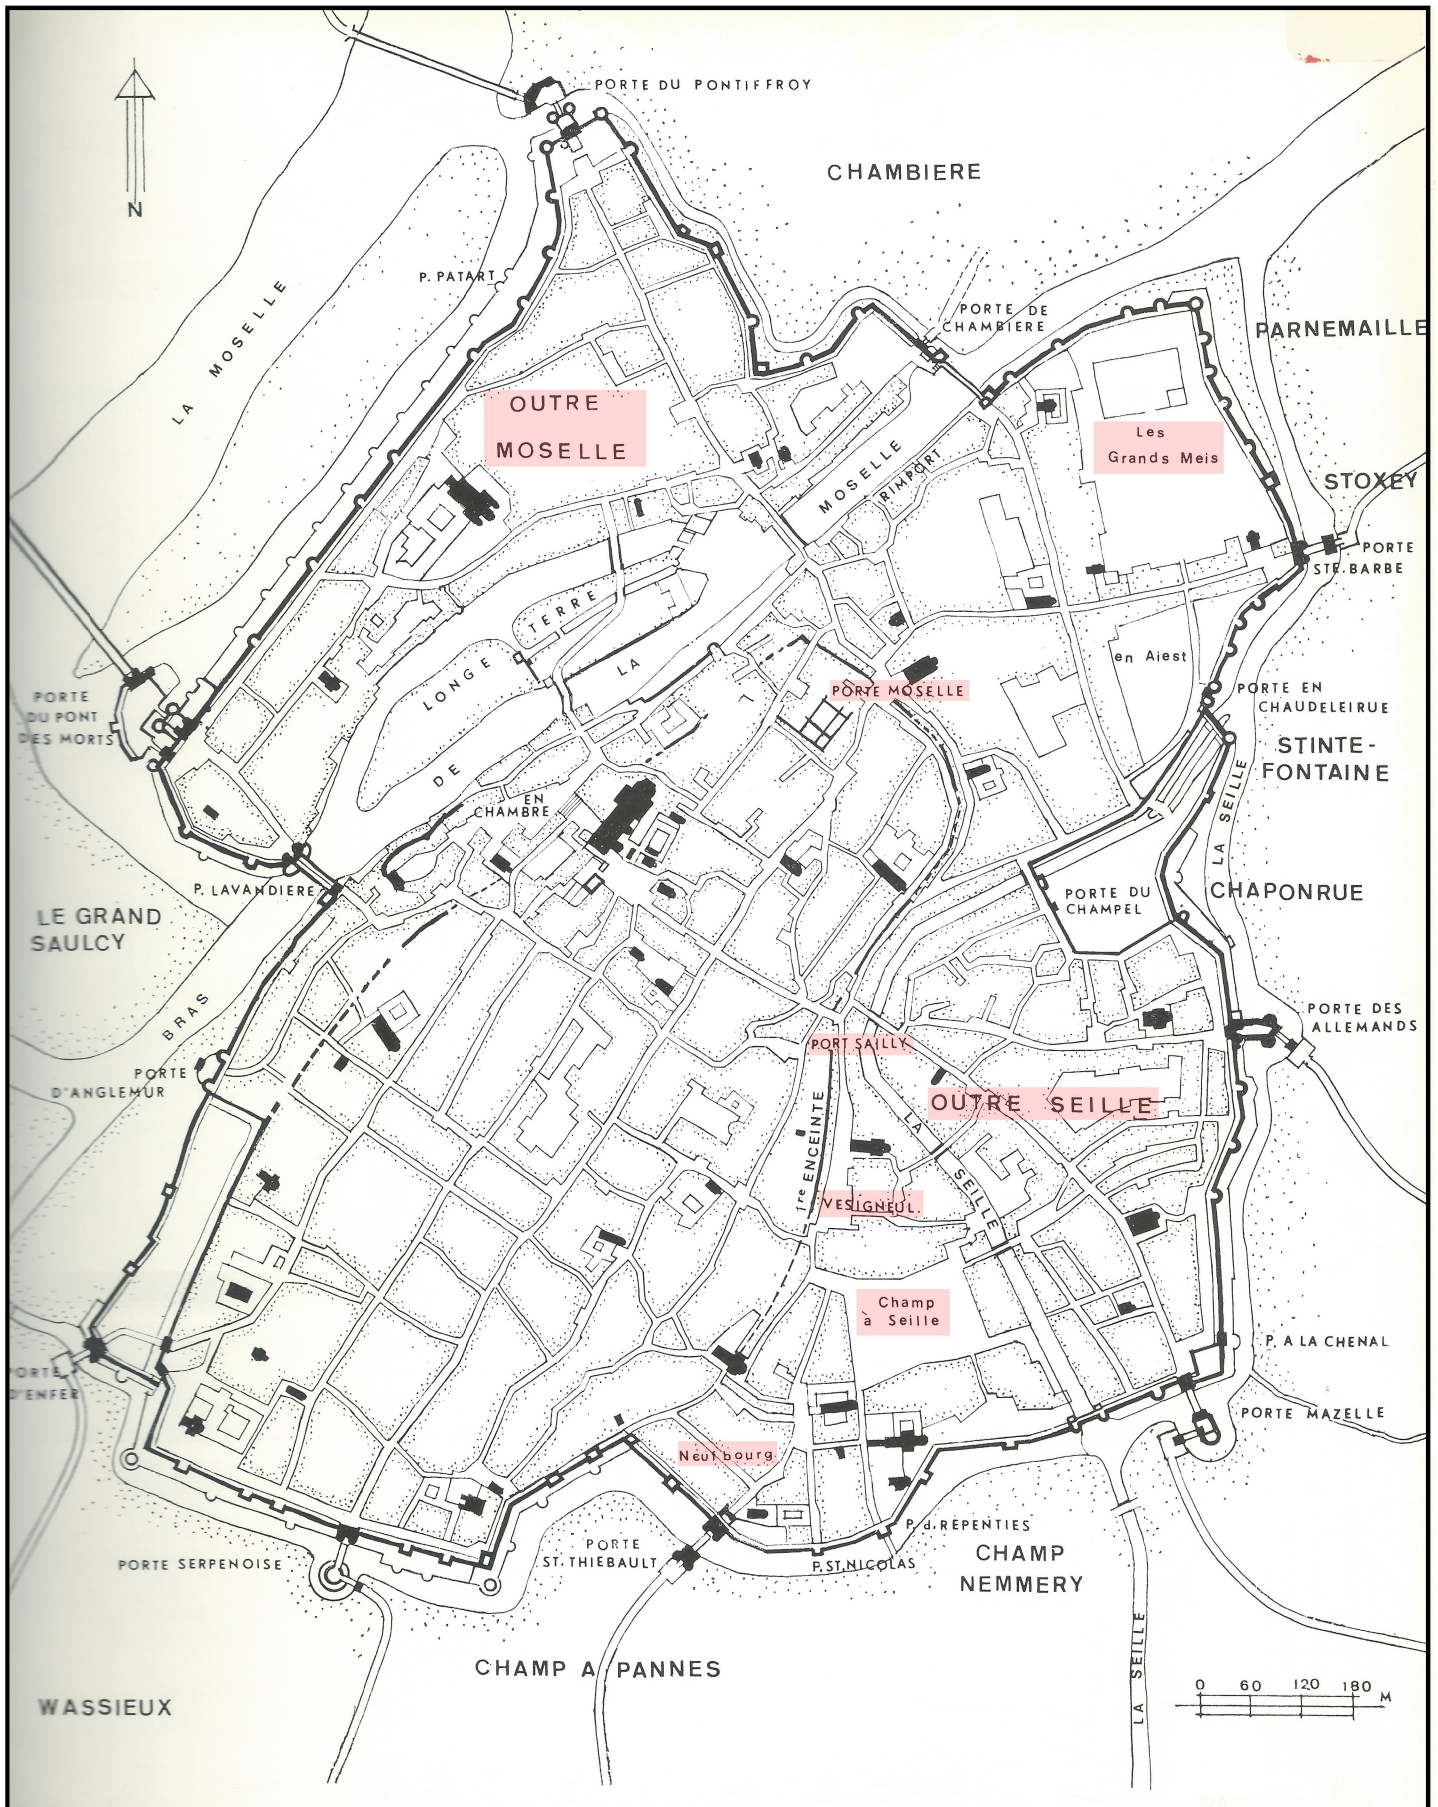 PORTE DU PONTIFFROY
CHAMBIERE
N
P. PATART
LA MOSELLE
PORTE DE
CHAMBIERE
PARNEMAILLE
OUTRE
MOSELLE
Les
Grands Meis
MOSELLE
RIMPORT
STOXEY
PORTE
STE. BARBE
LONGE TERRE
LA
en Aiest
PORTE MOSELLE
PORTE EN
CHAUDELEIRUE
PORTE
DU PONT
DES MORTS
STINTE-
FONTAINE
DE
EN
CHAMBRE
LA SEILLE
P. LAVANDIERE
PORTE DU
CHAMPEL
CHAPONRUE
LE GRAND
SAULCY
BRAS
PORTE DES
ALLEMANDS
PORT SAILLY
PORTE
D'ANGLEMUR
OUTRE SEILLE
1re ENCEINTE
LA SEILLE
VESIGNEUL.
Champ
à Seille
P. A LA CHENAL
PORTE
D'ENFER
PORTE MAZELLE
Neufbourg
P. d. REPENTIES
PORTE SERPENOISE
PORTE
ST. THIEBAULT
P. ST. NICOLAS
CHAMP
NEMMERY
CHAMP A PANNES
LA SEILLE
WASSIEUX
0 60 120 180 M